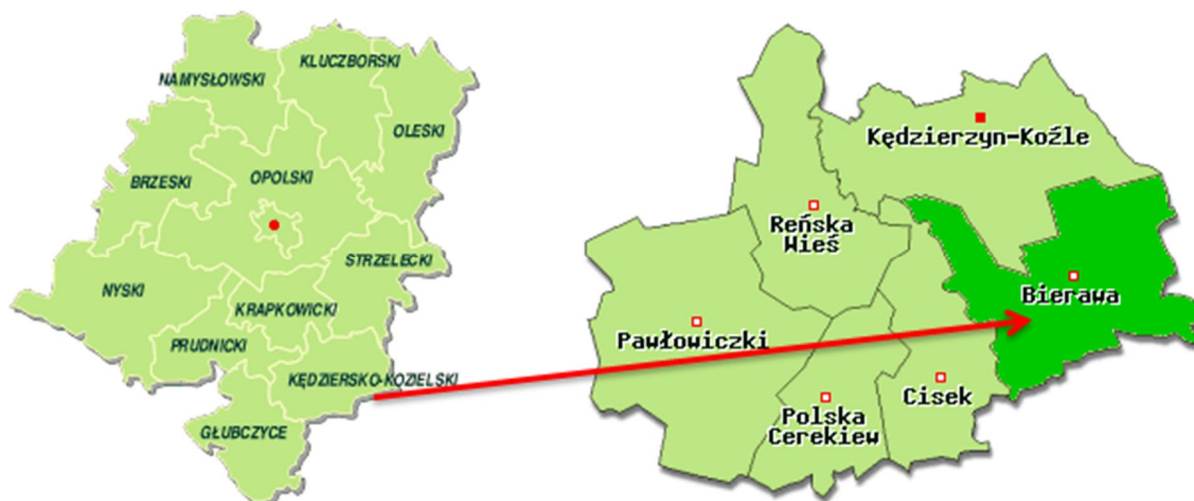 KLUCZBORSKI
NAMYSŁOWSKI
OLESKI
BRZESKI
OPOLSKI
STRZELECKI
NYSKI
KRAPKOWICKI
PRUDNICKI
KĘDZIERSKO-KOZIELSKI
GŁUBCZYCE
Kędzierzyn-Koźle
Reńska
Wieś
Bierawa
Pawłowiczki
Cisek
Polska
Cerekiew